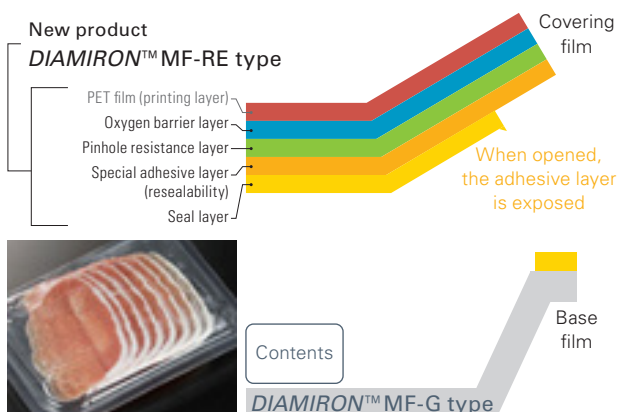 New product
DIAMIRON™ MF-RE type
Covering
film
PET film (printing layer)
Oxygen barrier layer
Pinhole resistance layer
Special adhesive layer
(resealability)
Seal layer
When opened,
the adhesive layer
is exposed
Contents
Base
film
DIAMIRON™ MF-G type